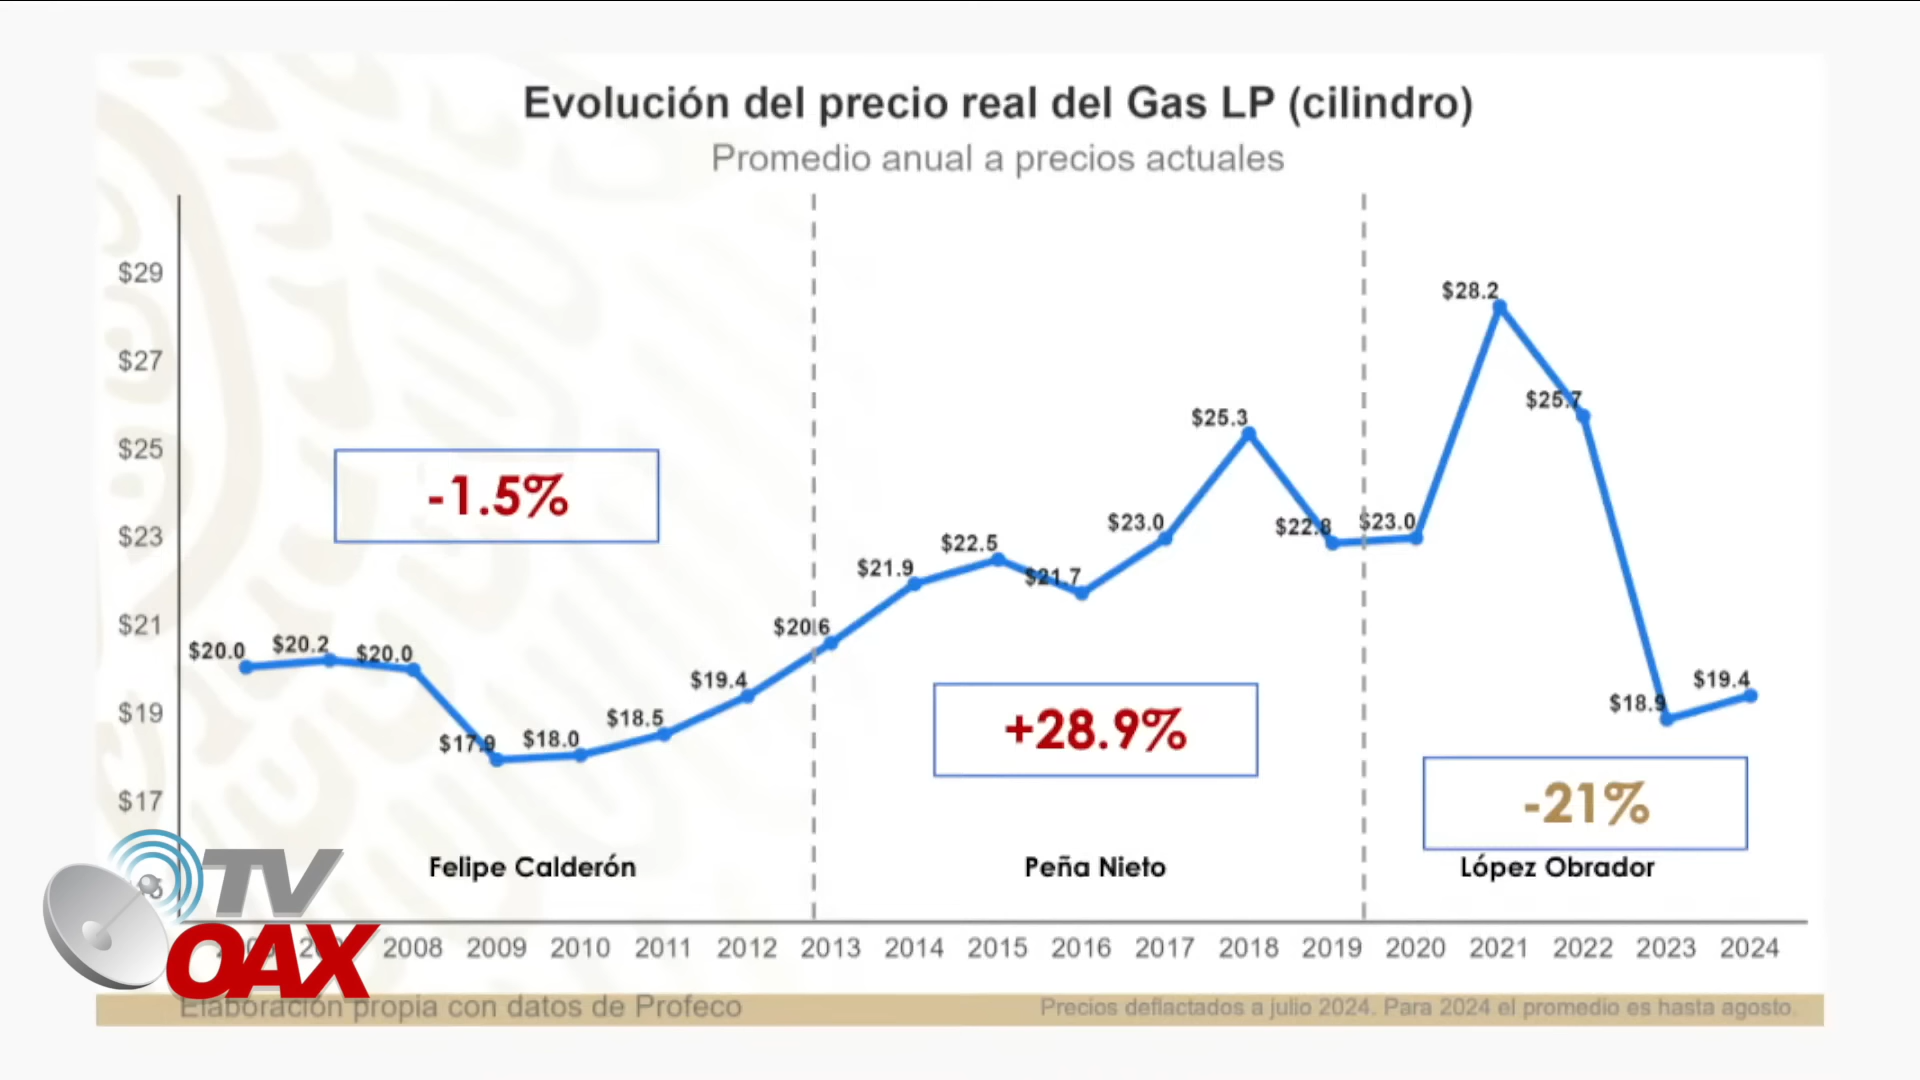 Evolución del precio real del Gas LP (cilindro)
Promedio anual a precios actuales
$29
$27
$25
$23
$21
$19
$17
$20.0 $20.2 $20.0 $17.9 $18.0 $18.5 $19.4 $20.6 $21.9 $22.5 $21.7 $23.0 $25.3 $22.8 $23.0 $28.2 $25.7 $18.9 $19.4
-1.5%
+28.9%
-21%
Felipe Calderón Peña Nieto López Obrador
2008 2009 2010 2011 2012 2013 2014 2015 2016 2017 2018 2019 2020 2021 2022 2023 2024
TV
OAX
Elaboración propia con datos de Profeco
Precios deflactados a julio 2024. Para 2024 el promedio es hasta agosto.